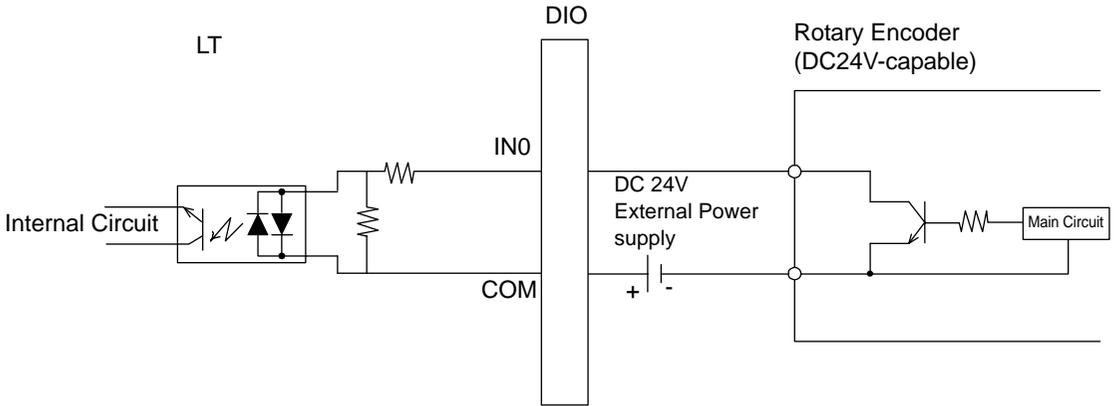 DIO
LT
Rotary Encoder
(DC24V-capable)
IN0
DC 24V
External Power
supply
Internal Circuit
Main Circuit
COM
+
-